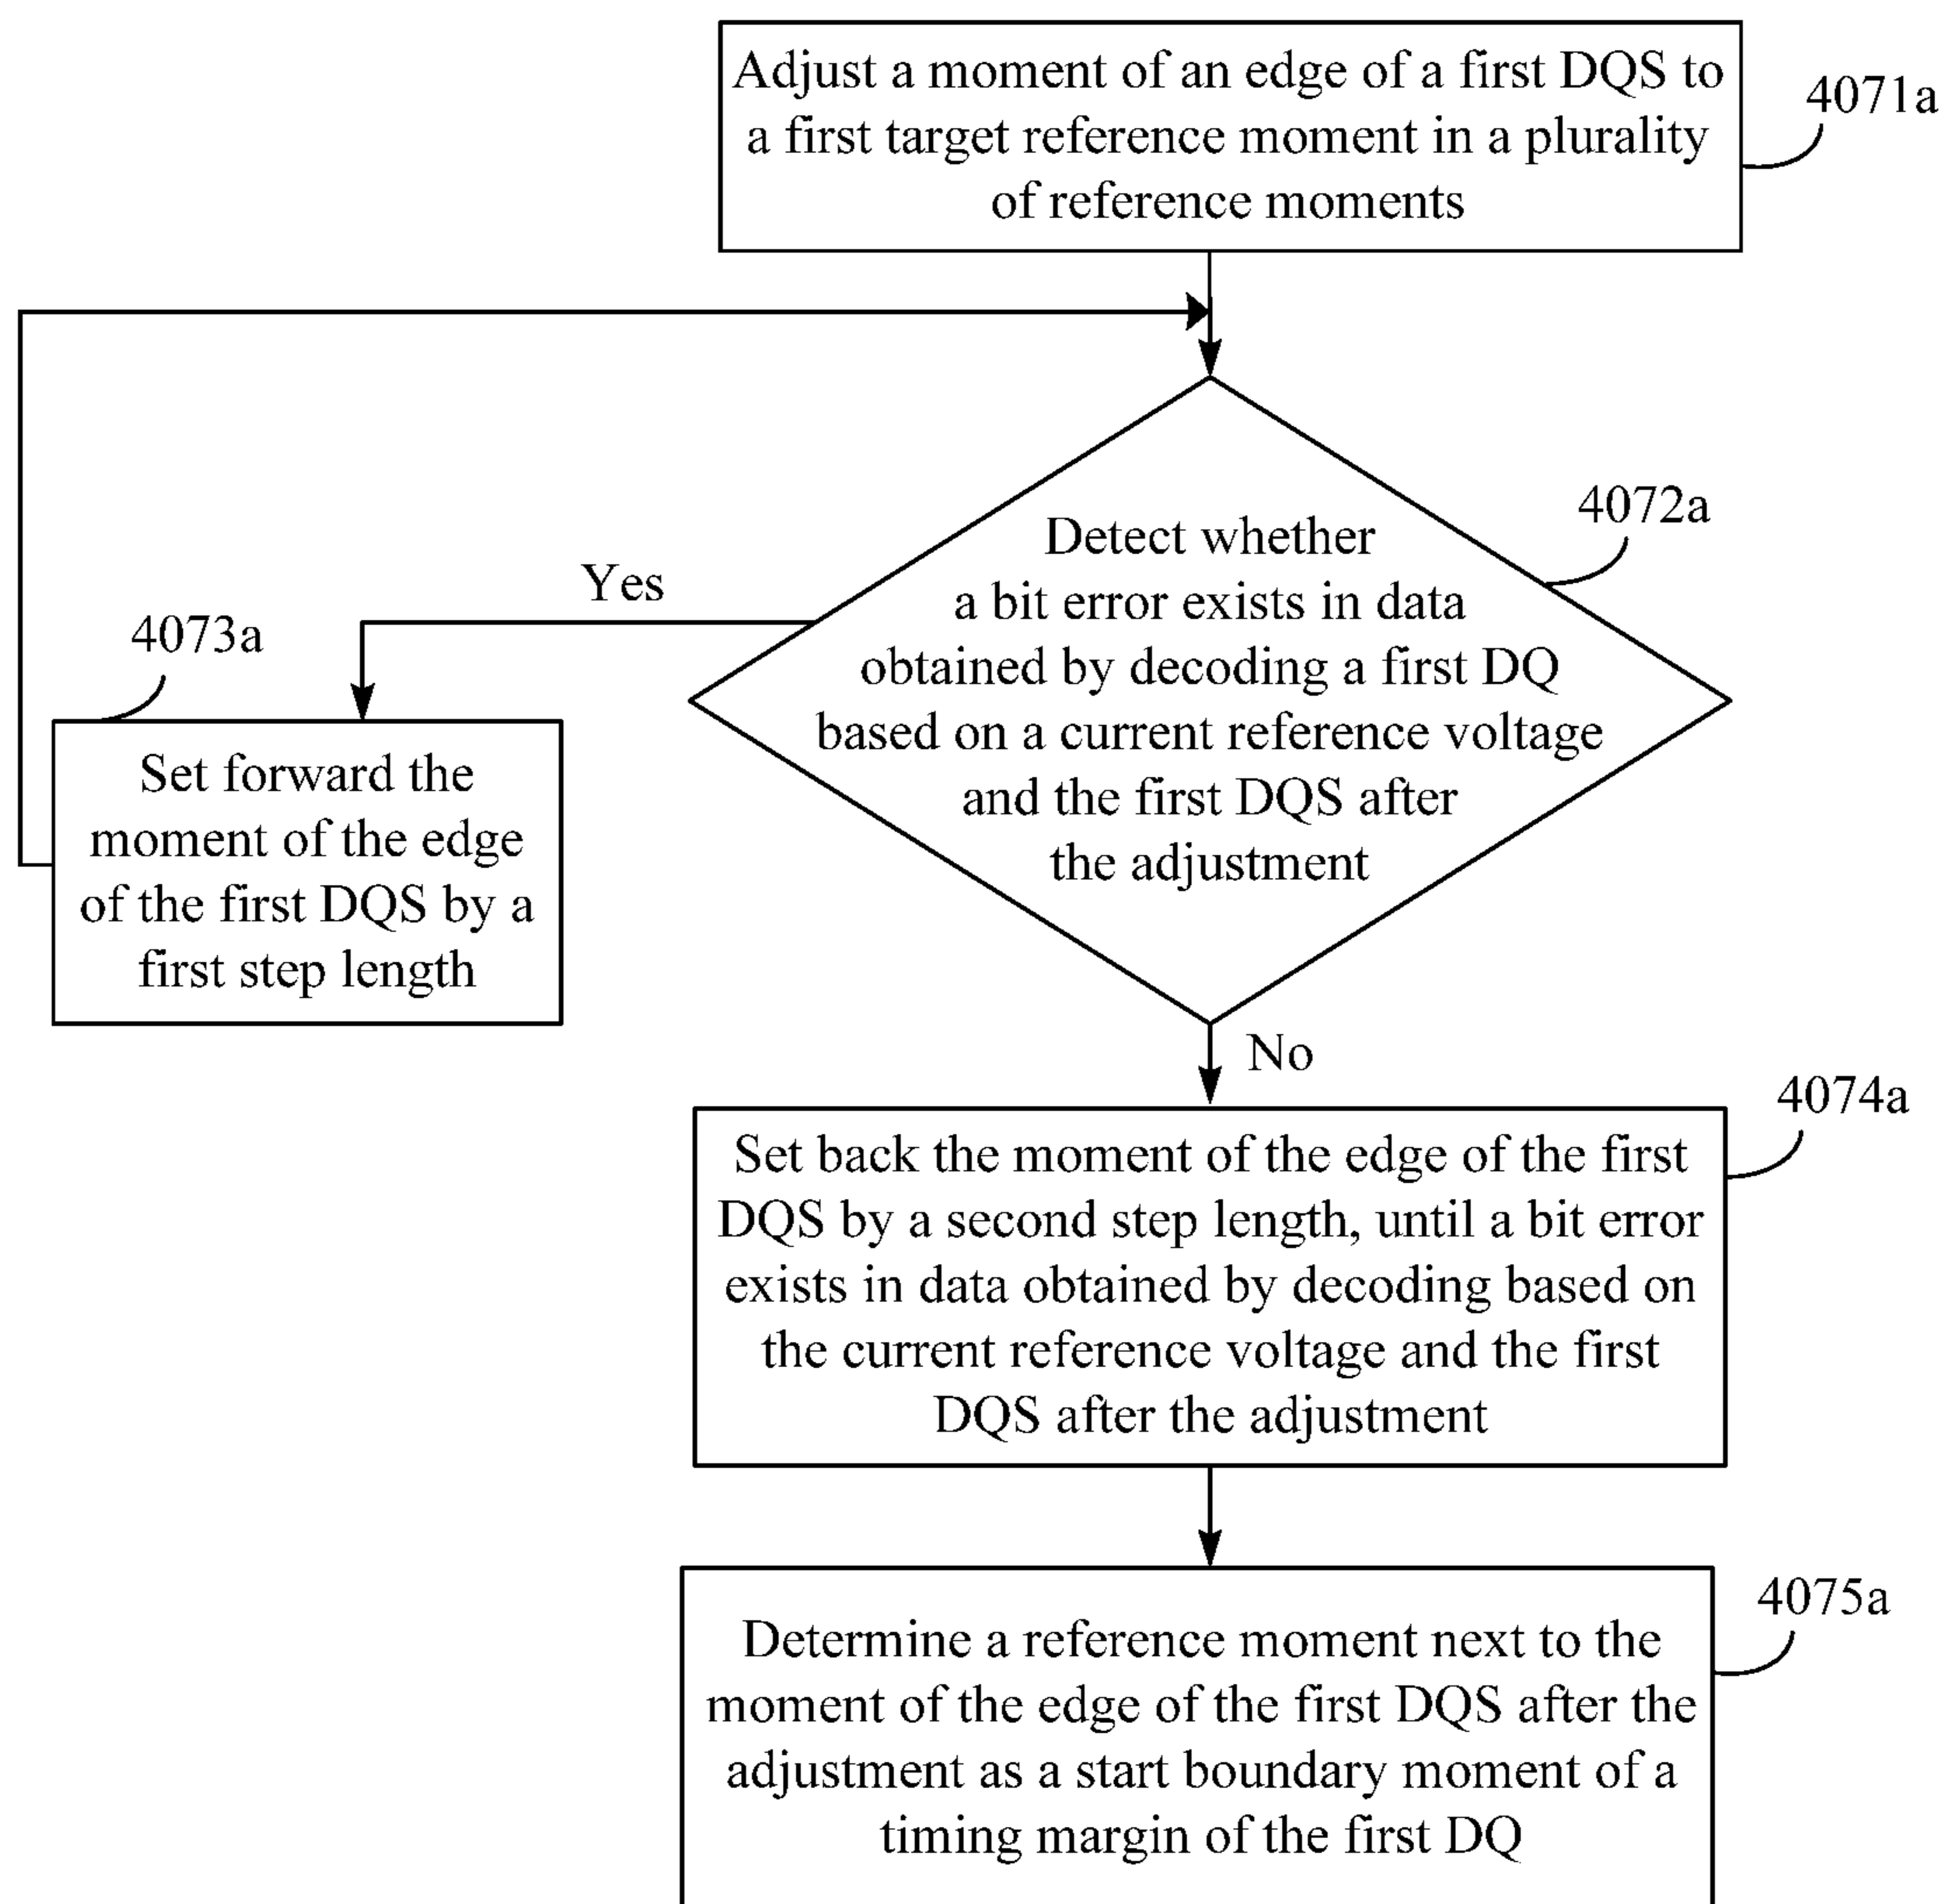 Adjust a moment of an edge of a first DQS to
a first target reference moment in a plurality
of reference moments
4071a
Detect whether
a bit error exists in data
obtained by decoding a first DQ
based on a current reference voltage
and the first DQS after
the adjustment
4072a
Yes
4073a
Set forward the
moment of the edge
of the first DQS by a
first step length
No
4074a
Set back the moment of the edge of the first
DQS by a second step length, until a bit error
exists in data obtained by decoding based on
the current reference voltage and the first
DQS after the adjustment
4075a
Determine a reference moment next to the
moment of the edge of the first DQS after the
adjustment as a start boundary moment of a
timing margin of the first DQ